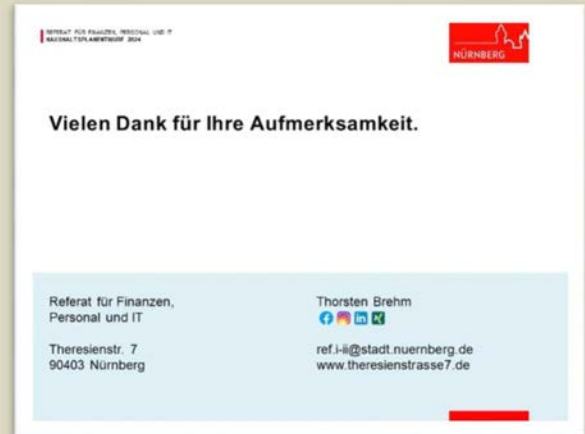 REFERAT FÜR FINANZEN, PERSONAL UND IT
HAUSHALTSPLANENTWURF 2024
NÜRNBERG
Vielen Dank für Ihre Aufmerksamkeit.
Referat für Finanzen,
Personal und IT
Theresienstr. 7
90403 Nürnberg
Thorsten Brehm
ref.i-ii@stadt.nuernberg.de
www.theresienstrasse7.de